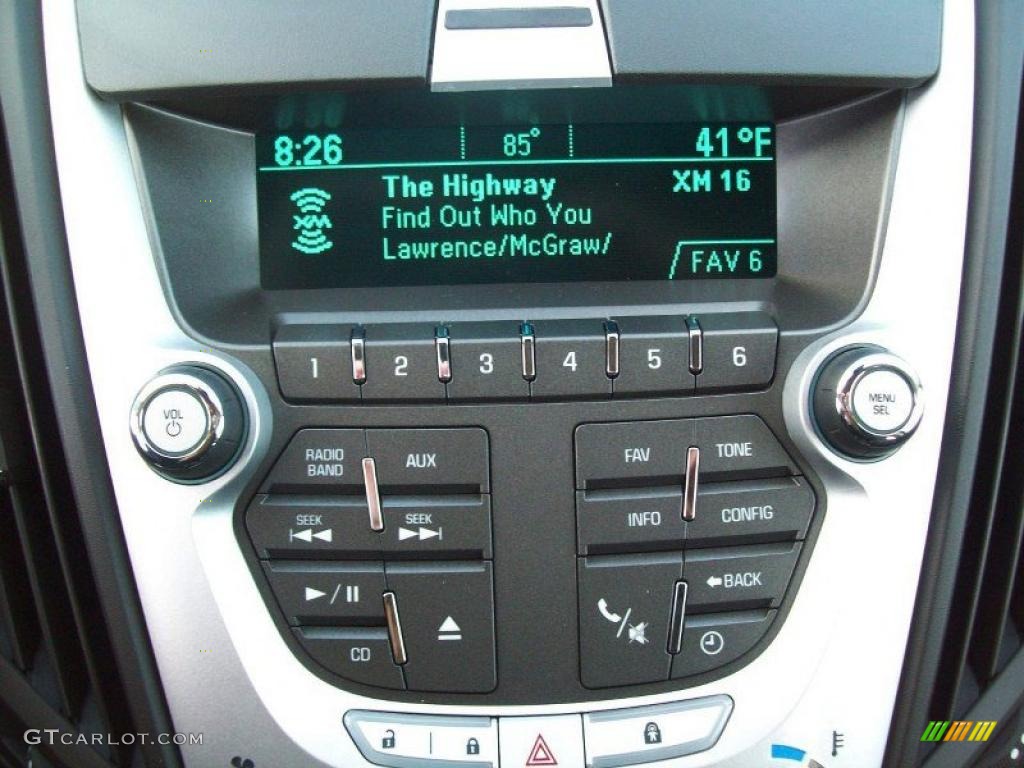 8:26 85° 41°F
The Highway XM 16
XM Find Out Who You
Lawrence/McGraw/
FAV 6
1 2 3 4 5 6
VOL
MENU
SEL
RADIO
BAND
AUX
FAV
TONE
SEEK
SEEK
INFO
CONFIG
BACK
CD
GTCARLOT.COM